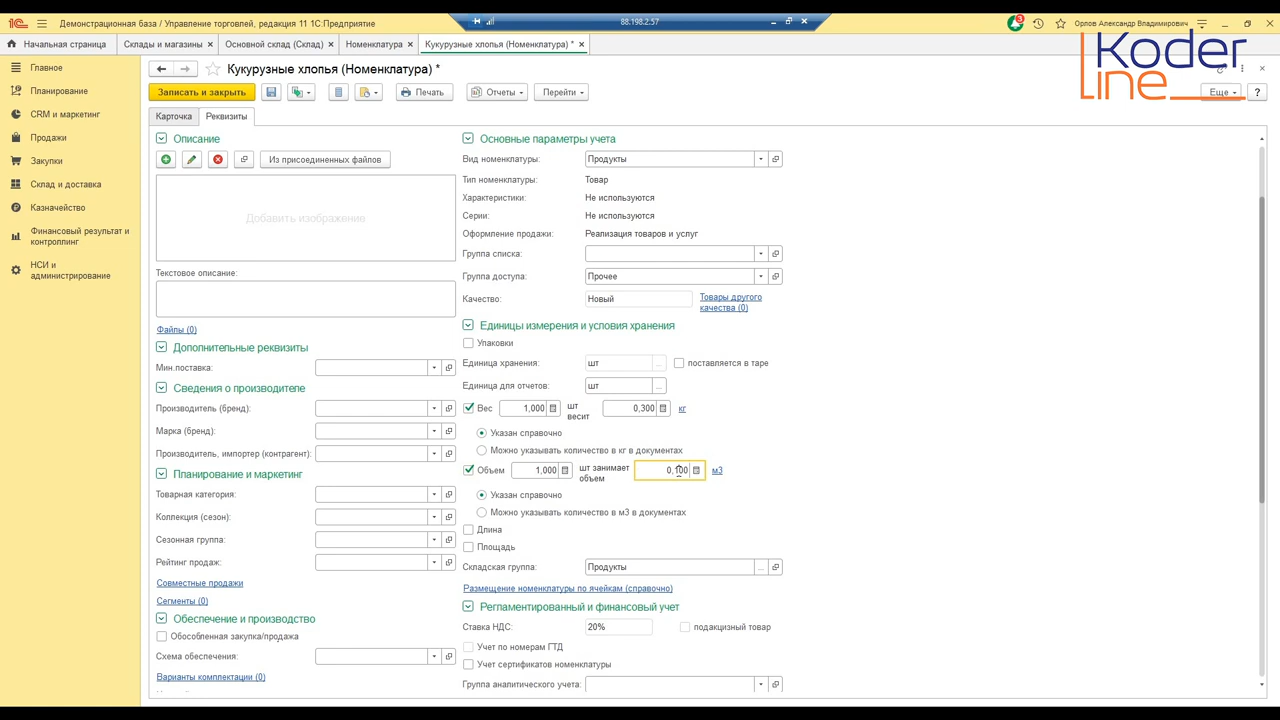 Демонстрационная база / Управление торговлей, редакция 11 1С:Предприятие
88.198.2.57
3
Орлов Александр Владимирович
Начальная страница
Склады и магазины
Основной склад (Склад)
Номенклатура
Кукурузные хлопья (Номенклатура) *
Koder
line
Главное
Планирование
CRM и маркетинг
Продажи
Закупки
Склад и доставка
Казначейство
Финансовый результат и
контроллинг
НСИ и
администрирование
Кукурузные хлопья (Номенклатура) *
Записать и закрыть
Печать
Отчеты
Перейти
Еще
?
Карточка
Реквизиты
Описание
Из присоединенных файлов
Добавить изображение
Текстовое описание:
Файлы (0)
Дополнительные реквизиты
Мин.поставка:
Сведения о производителе
Производитель (бренд):
Марка (бренд):
Производитель, импортер (контрагент):
Планирование и маркетинг
Товарная категория:
Коллекция (сезон):
Сезонная группа:
Рейтинг продаж:
Совместные продажи
Сегменты (0)
Обеспечение и производство
Обособленная закупка/продажа
Схема обеспечения:
Варианты комплектации (0)
Основные параметры учета
Вид номенклатуры: Продукты
Тип номенклатуры: Товар
Характеристики: Не используются
Серии: Не используются
Оформление продажи: Реализация товаров и услуг
Группа списка:
Группа доступа: Прочее
Качество: Новый Товары другого
качества (0)
Единицы измерения и условия хранения
Упаковки
Единица хранения: шт ... поставляется в таре
Единица для отчетов: шт ...
Вес 1,000 шт
весит 0,300 кг
Указан справочно
Можно указывать количество в кг в документах
Объем 1,000 шт занимает
объем 0,100 м3
Указан справочно
Можно указывать количество в м3 в документах
Длина
Площадь
Складская группа: Продукты ...
Размещение номенклатуры по ячейкам (справочно)
Регламентированный и финансовый учет
Ставка НДС: 20% подакцизный товар
Учет по номерам ГТД
Учет сертификатов номенклатуры
Группа аналитического учета: